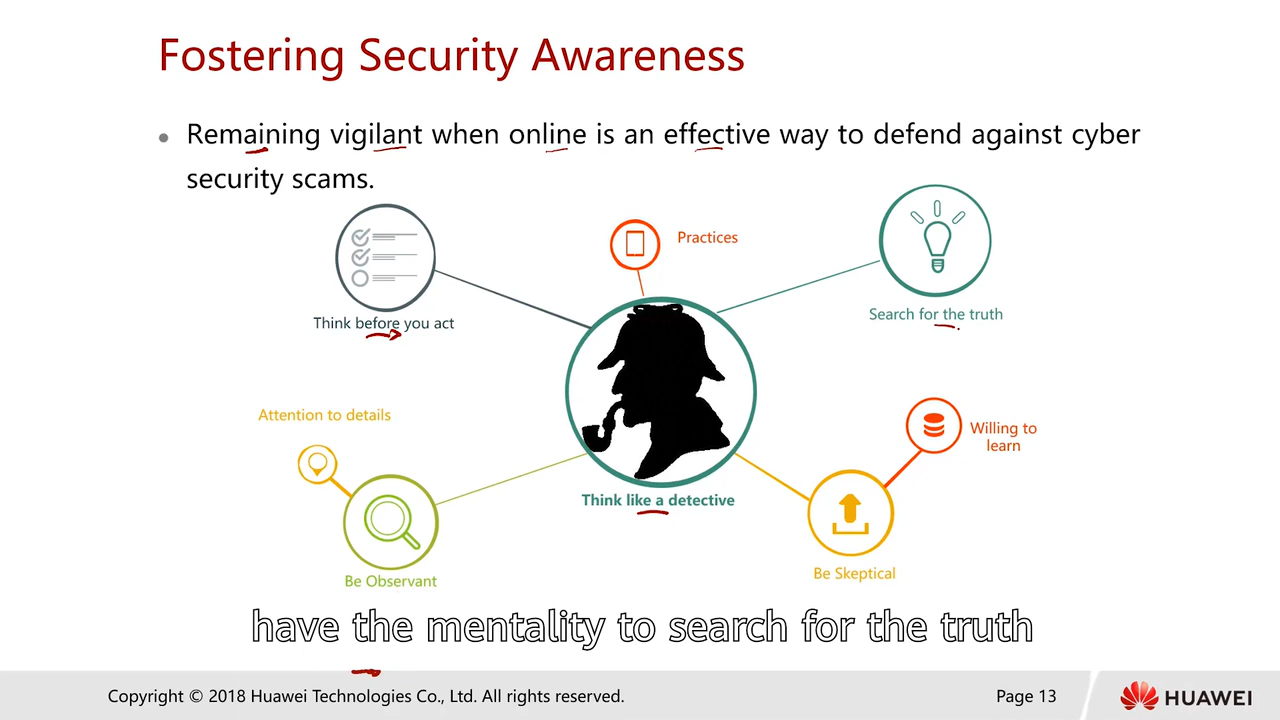 Fostering Security Awareness
Remaining vigilant when online is an effective way to defend against cyber
security scams.
Practices
Think before you act
Search for the truth
Attention to details
Willing to
learn
Think like a detective
Be Observant
Be Skeptical
have the mentality to search for the truth
Copyright © 2018 Huawei Technologies Co., Ltd. All rights reserved.
Page 13
HUAWEI